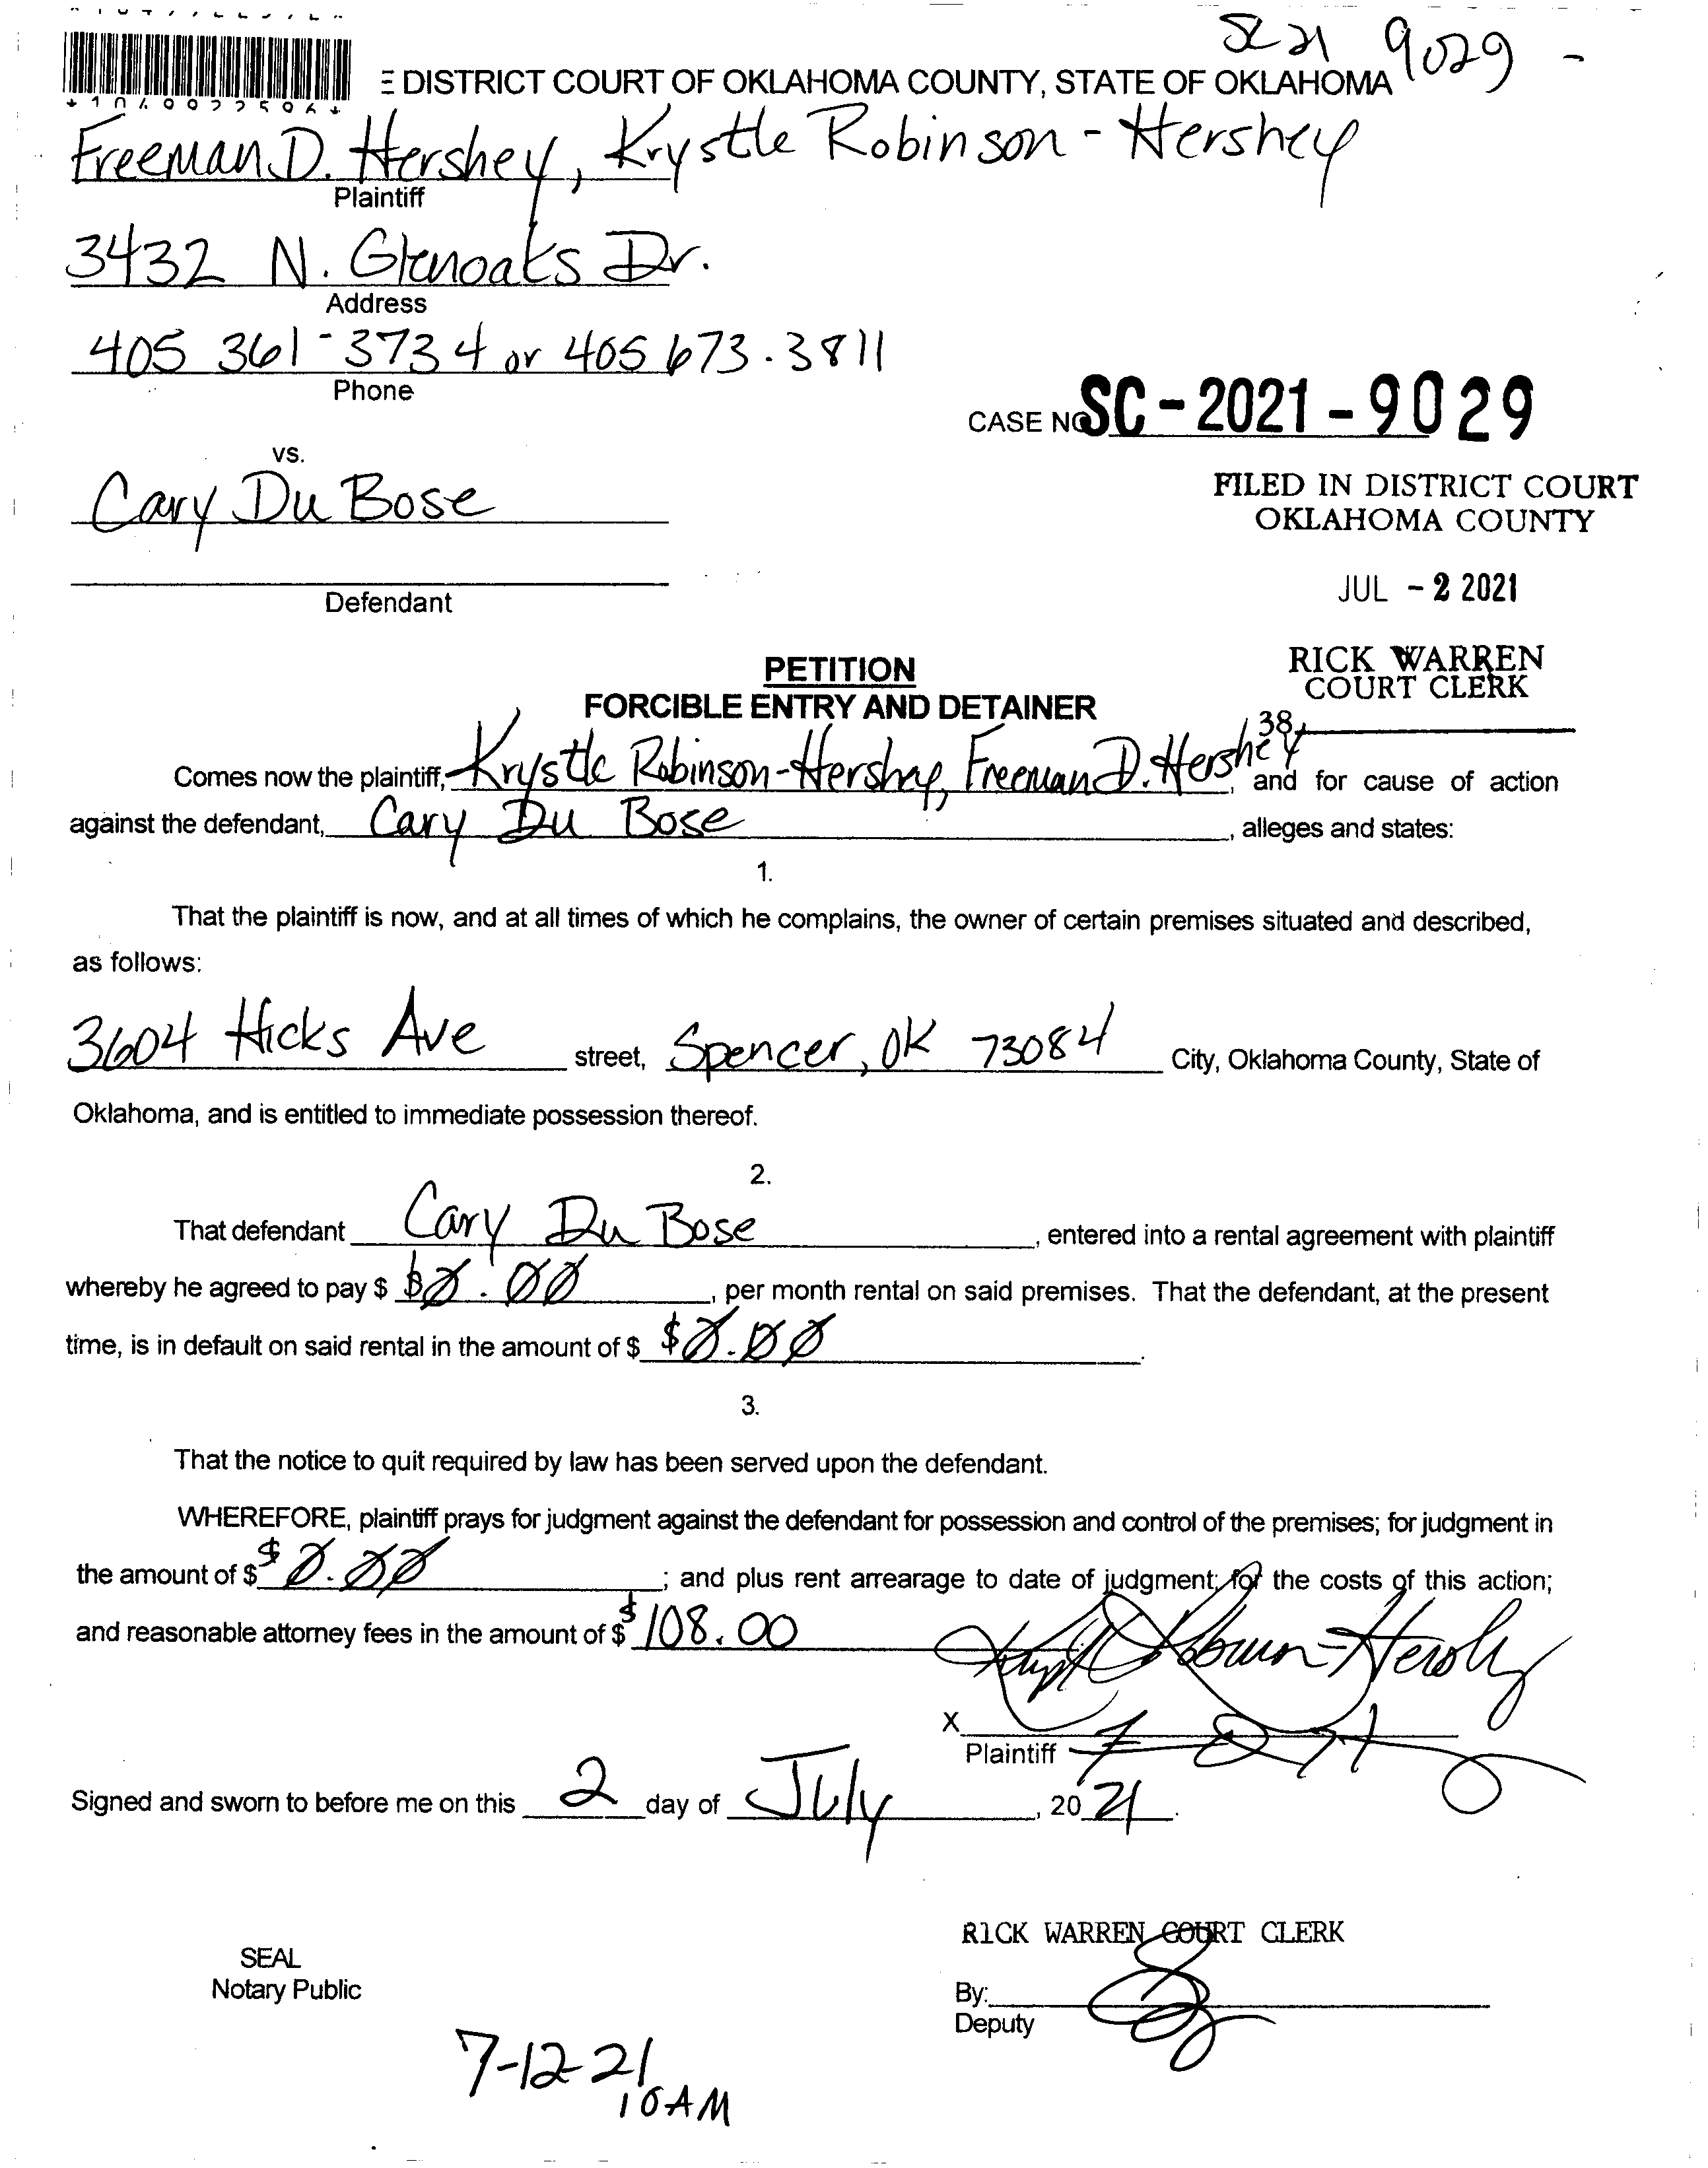 SC 21 9029 -
E DISTRICT COURT OF OKLAHOMA COUNTY, STATE OF OKLAHOMA
Freeman D. Hershey, Krystle Robinson-Hershey
Plaintiff
3432 N. Glenoaks Dr.
Address
405 361-3734 or 405 673.3811
Phone
CASE NO SC-2021-9029
vs.
Cary Du Bose
FILED IN DISTRICT COURT
OKLAHOMA COUNTY
Defendant
JUL - 2 2021
PETITION
FORCIBLE ENTRY AND DETAINER
RICK WARREN
COURT CLERK
38
Comes now the plaintiff, Krystle Robinson-Hershey, Freeman D. Hershey, and for cause of action
against the defendant, Cary Du Bose, alleges and states:
1.
That the plaintiff is now, and at all times of which he complains, the owner of certain premises situated and described,
as follows:
3604 Hicks Ave street, Spencer, OK 73084 City, Oklahoma County, State of
Oklahoma, and is entitled to immediate possession thereof.
2.
That defendant Cary Du Bose, entered into a rental agreement with plaintiff
whereby he agreed to pay $ $0.00, per month rental on said premises. That the defendant, at the present
time, is in default on said rental in the amount of $ $0.00.
3.
That the notice to quit required by law has been served upon the defendant.
WHEREFORE, plaintiff prays for judgment against the defendant for possession and control of the premises; for judgment in
the amount of $ $0.00; and plus rent arrearage to date of judgment; for the costs of this action;
and reasonable attorney fees in the amount of $ $108.00
Krystle Robinson-Hershey
X
Plaintiff 7-2-21
Signed and sworn to before me on this 2 day of July, 20 21.
RICK WARREN COURT CLERK
SEAL
Notary Public
By:
Deputy
7-12-21
10AM